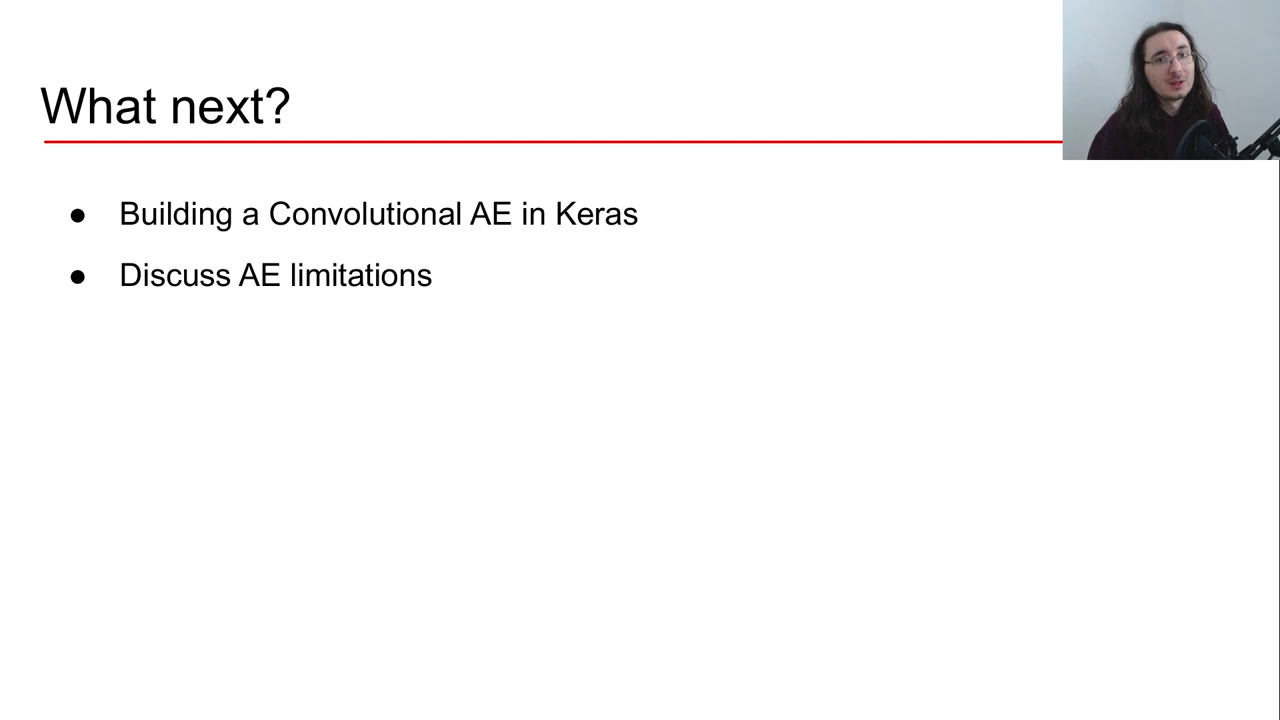 What next?
● Building a Convolutional AE in Keras
● Discuss AE limitations